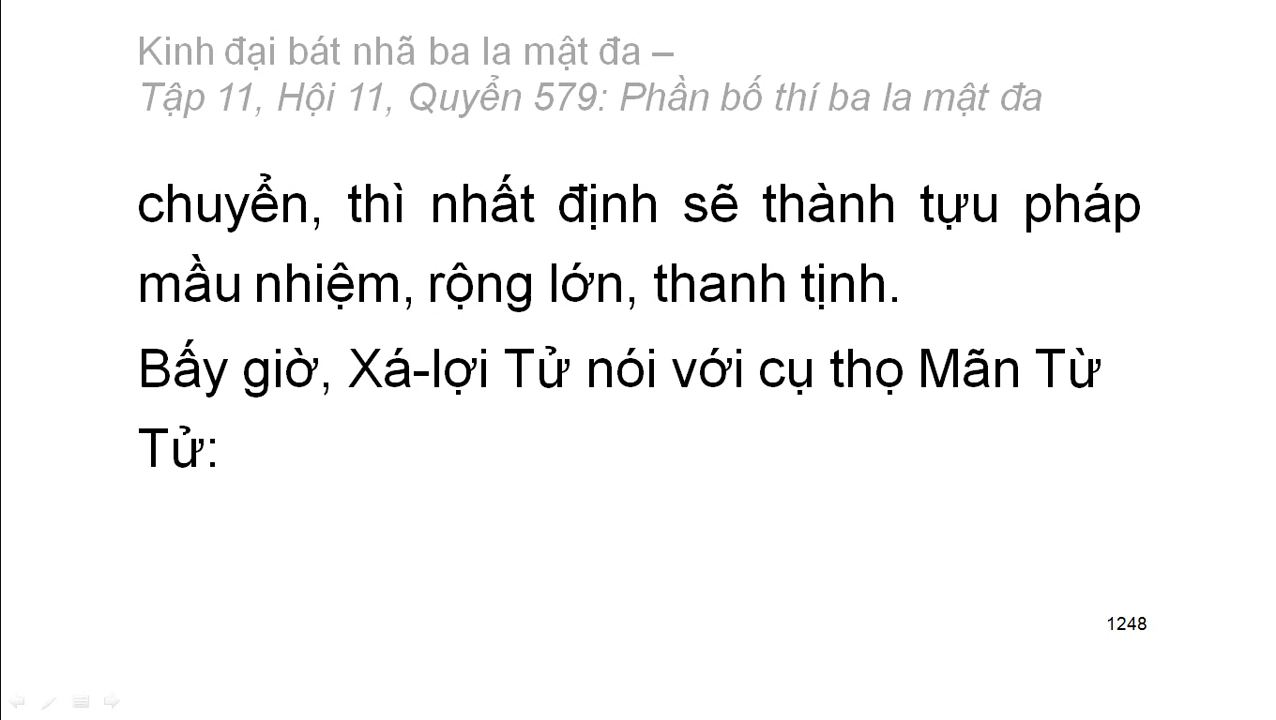 Kinh đại bát nhã ba la mật đa –
Tập 11, Hội 11, Quyển 579: Phần bố thí ba la mật đa
chuyển, thì nhất định sẽ thành tựu pháp
mầu nhiệm, rộng lớn, thanh tịnh.
Bấy giờ, Xá-lợi Tử nói với cụ thọ Mãn Từ
Tử:
1248